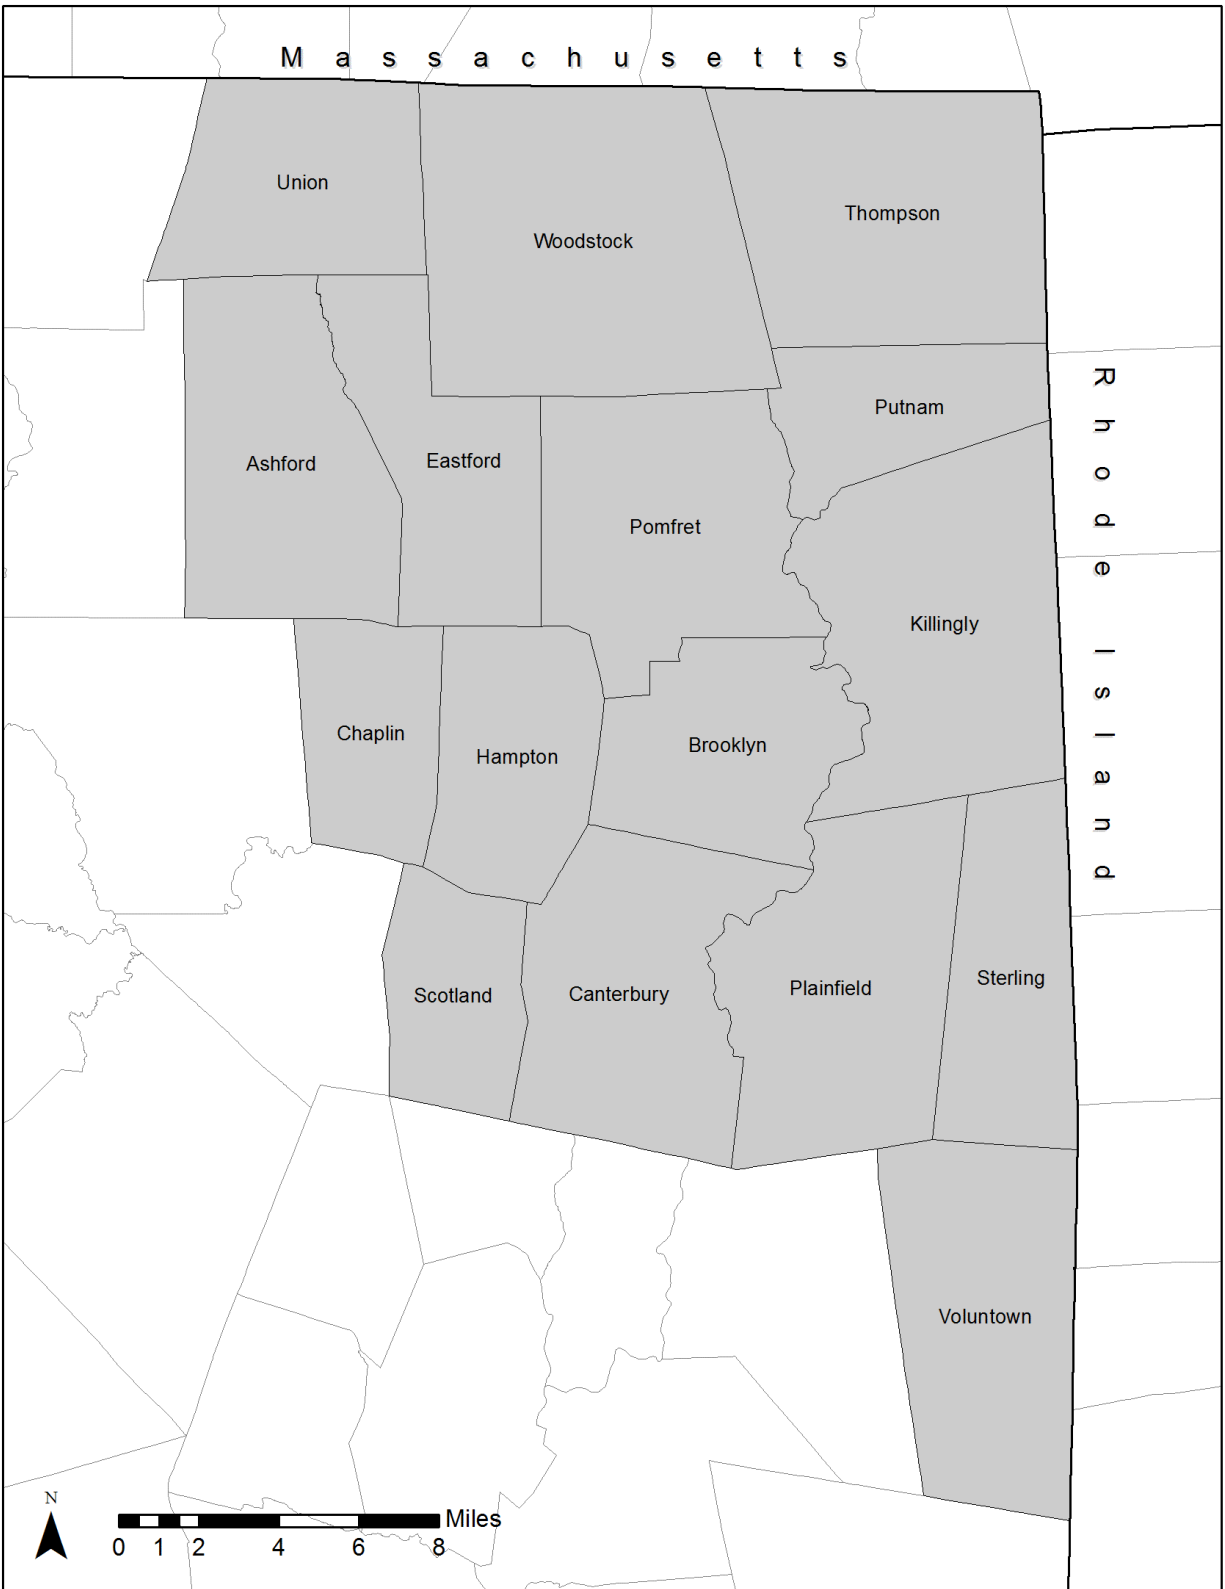 Massachusetts
Union
Thompson
Woodstock
Rhode Island
Putnam
Ashford
Eastford
Pomfret
Killingly
Chaplin
Hampton
Brooklyn
Scotland
Canterbury
Plainfield
Sterling
Voluntown
N
Miles
0 1 2 4 6 8